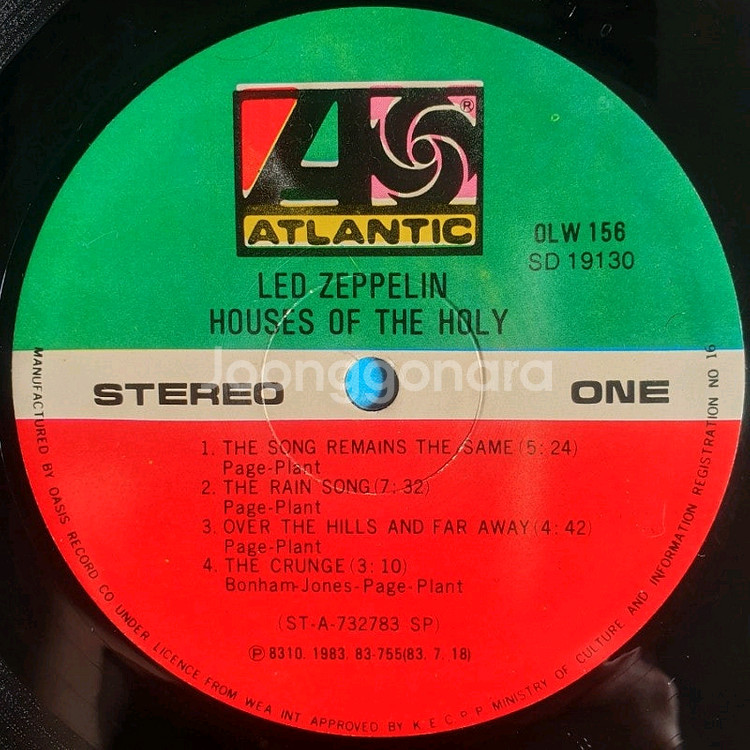 ®
ATLANTIC
OLW 156
SD 19130
LED ZEPPELIN
HOUSES OF THE HOLY
Joonggonara
STEREO
ONE
1. THE SONG REMAINS THE SAME(5:24)
Page-Plant
2. THE RAIN SONG(7:32)
Page-Plant
3. OVER THE HILLS AND FAR AWAY(4:42)
Page-Plant
4. THE CRUNGE(3:10)
Bonham-Jones-Page-Plant
(ST-A-732783 SP)
Ⓟ8310. 1983. 83-755(83. 7. 18)
MANUFACTURED BY OASIS RECORD CO UNDER LICENCE FROM WEA INT APPROVED BY K.E.C.P.P MINISTRY OF CULTURE AND INFORMATION REGISTRATION NO 16